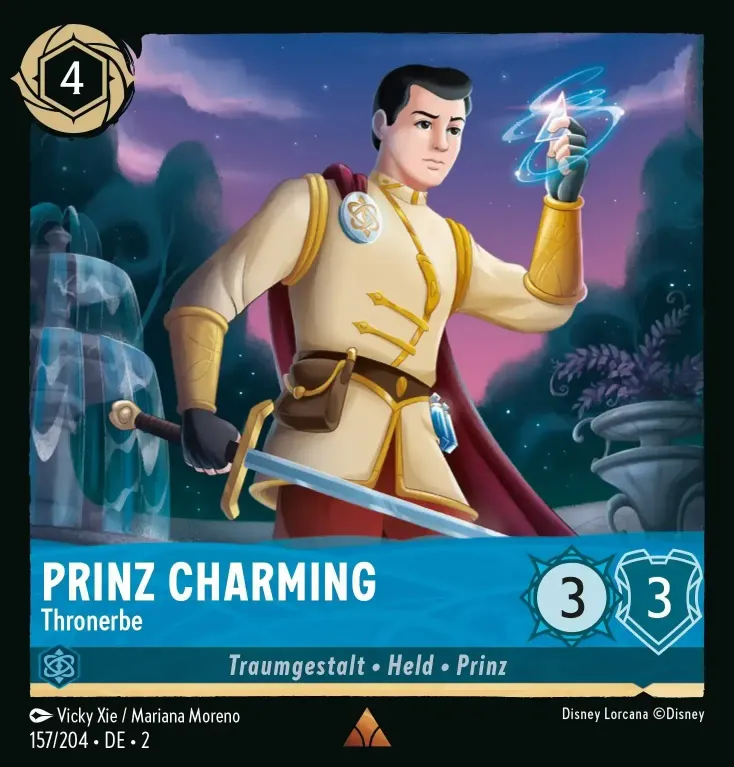 4
PRINZ CHARMING
Thronerbe
3 3
Traumgestalt • Held • Prinz
Vicky Xie / Mariana Moreno
Disney Lorcana ©Disney
157/204 • DE • 2